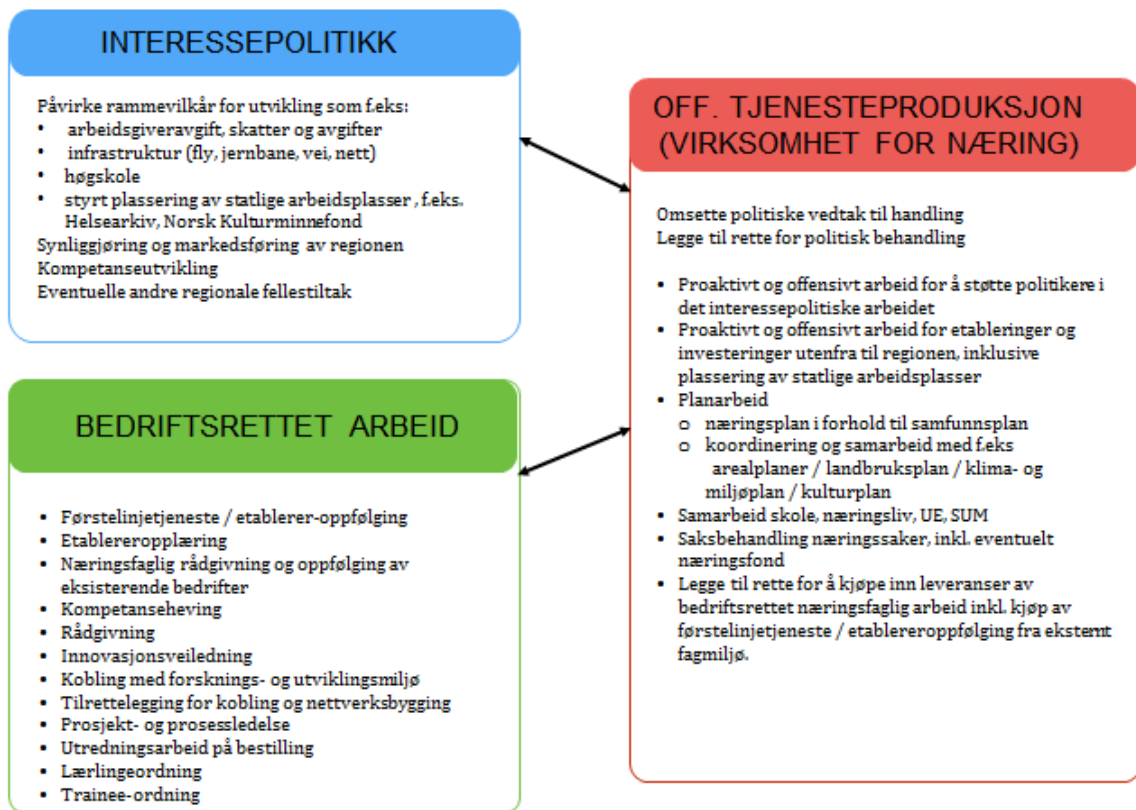 INTERESSEPOLITIKK
Påvirke rammevilkår for utvikling som f.eks:
• arbeidsgiveravgift, skatter og avgifter
• infrastruktur (fly, jernbane, vei, nett)
• høgskole
• styrt plassering av statlige arbeidsplasser , f.eks.
Helsearkiv, Norsk Kulturminnefond
Synliggjøring og markedsføring av regionen
Kompetanseutvikling
Eventuelle andre regionale fellestiltak
BEDRIFTSRETTET ARBEID
• Førstelinjetjeneste / etablerer-oppfølging
• Etablereropplæring
• Næringsfaglig rådgivning og oppfølging av
eksisterende bedrifter
• Kompetanseheving
• Rådgivning
• Innovasjonsveiledning
• Kobling med forsknings- og utviklingsmiljø
• Tilrettelegging for kobling og nettverksbygging
• Prosjekt- og prosessledelse
• Utredningsarbeid på bestilling
• Lærlingeordning
• Trainee-ordning
OFF. TJENESTEPRODUKSJON
(VIRKSOMHET FOR NÆRING)
Omsette politiske vedtak til handling
Legge til rette for politisk behandling
• Proaktivt og offensivt arbeid for å støtte politikere i
det interessepolitiske arbeidet
• Proaktivt og offensivt arbeid for etableringer og
investeringer utenfra til regionen, inklusive
plassering av statlige arbeidsplasser
• Planarbeid
o næringsplan i forhold til samfunnsplan
o koordinering og samarbeid med f.eks
arealplaner / landbruksplan / klima- og
miljøplan / kulturplan
• Samarbeid skole, næringsliv, UE, SUM
• Saksbehandling næringssaker, inkl. eventuelt
næringsfond
• Legge til rette for å kjøpe inn leveranser av
bedriftsrettet næringsfaglig arbeid inkl. kjøp av
førstelinjetjeneste / etablereroppfølging fra eksternt
fagmiljø.